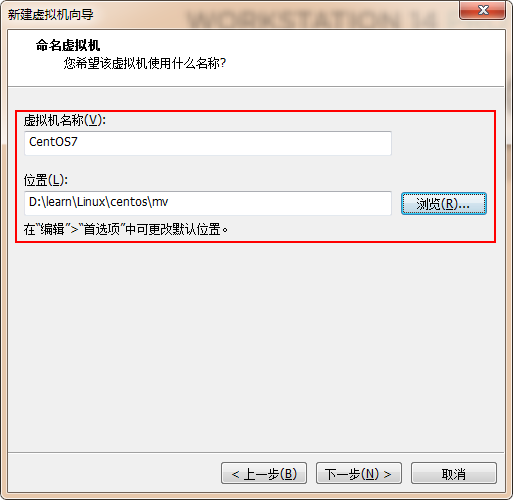 WORKSTATION 14
新建虚拟机向导
命名虚拟机
您希望该虚拟机使用什么名称?
虚拟机名称(V):
CentOS7
位置(L):
D:\learn\Linux\centos\mv
浏览(R)...
在"编辑">"首选项"中可更改默认位置。
< 上一步(B)
下一步(N) >
取消